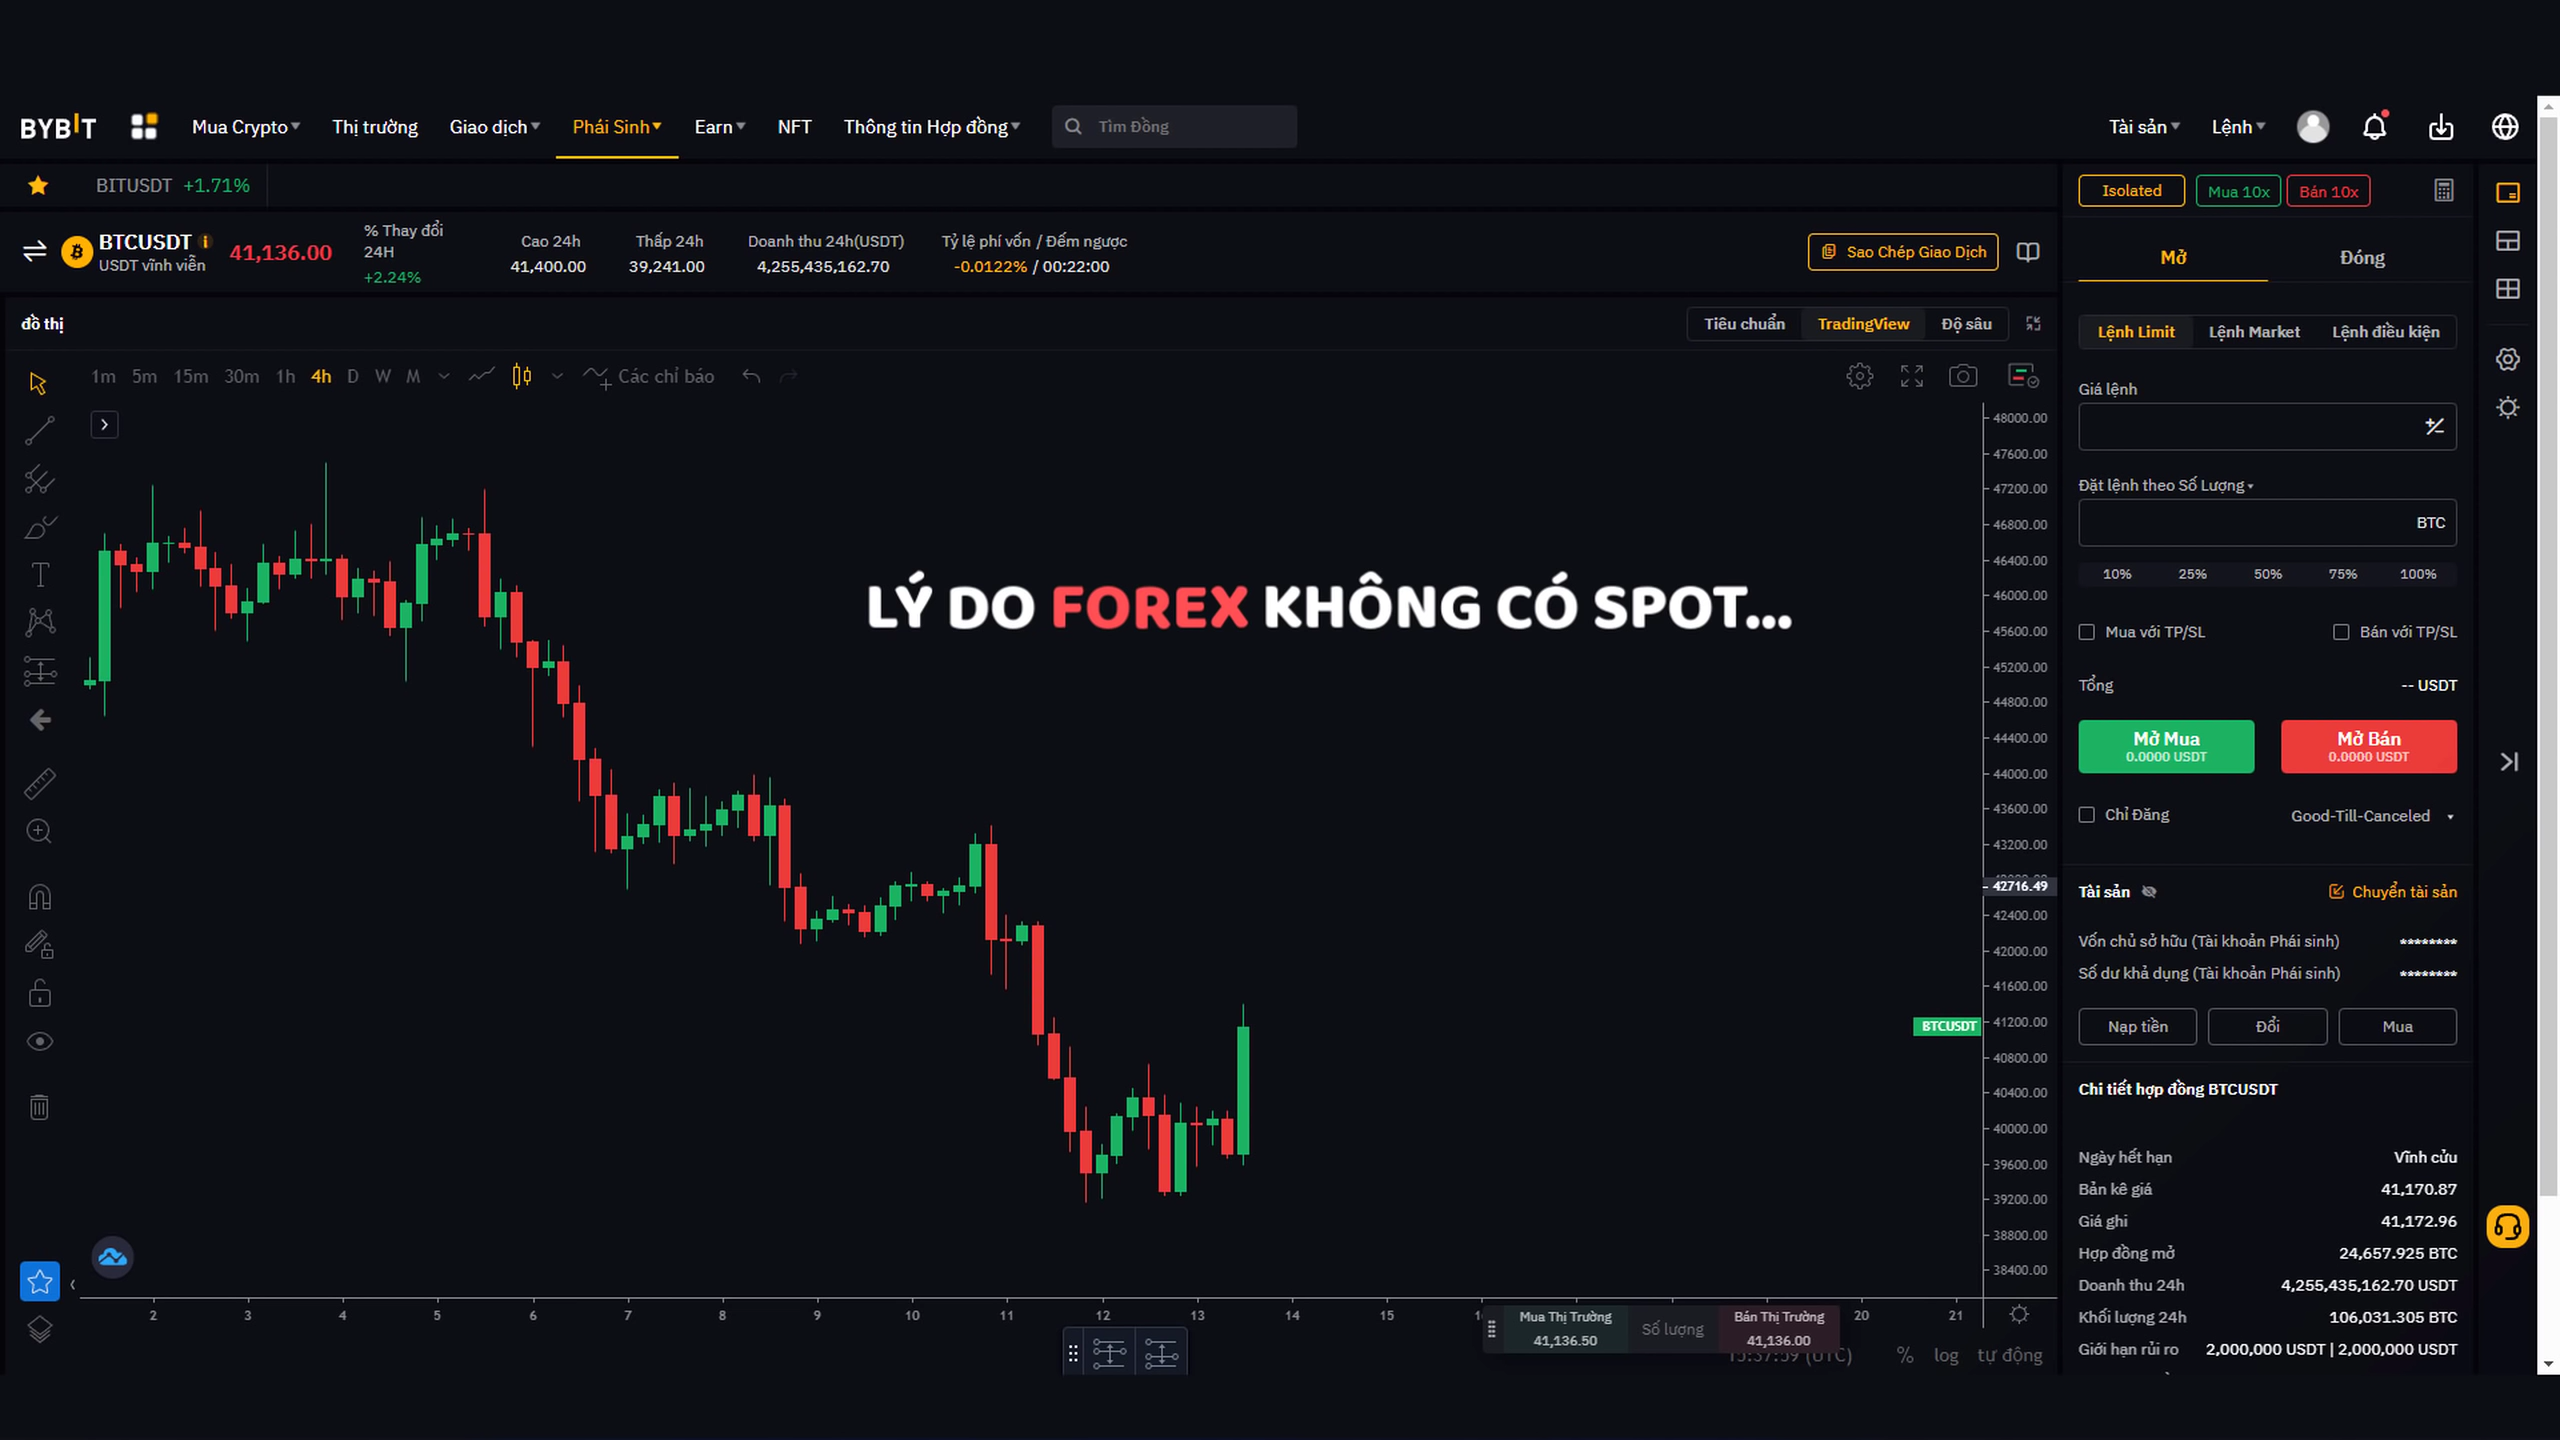 BYBIT
Mua Crypto
Thị trường
Giao dịch
Phái Sinh
Earn
NFT
Thông tin Hợp đồng
Tìm Đồng
Tài sản
Lệnh
BITUSDT +1.71%
BTCUSDT
USDT vĩnh viễn
41,136.00
% Thay đổi
24H
+2.24%
Cao 24h
41,400.00
Thấp 24h
39,241.00
Doanh thu 24h(USDT)
4,255,435,162.70
Tỷ lệ phí vốn / Đếm ngược
-0.0122% / 00:22:00
Sao Chép Giao Dịch
đồ thị
Tiêu chuẩn
TradingView
Độ sâu
1m 5m 15m 30m 1h 4h D W M
Các chỉ báo
LÝ DO FOREX KHÔNG CÓ SPOT...
48000.00
47600.00
47200.00
46800.00
46400.00
46000.00
45600.00
45200.00
44800.00
44400.00
44000.00
43600.00
43200.00
42716.49
42400.00
42000.00
41600.00
BTCUSDT
41200.00
40800.00
40400.00
40000.00
39600.00
39200.00
38800.00
38400.00
2 3 4 5 6 7 8 9 10 11 12 13 14 15 20 21
Mua Thị Trường
41,136.50
Số lượng
Bán Thị Trường
41,136.00
15:37:59 (UTC)
% log tự động
Isolated
Mua 10x
Bán 10x
Mở
Đóng
Lệnh Limit
Lệnh Market
Lệnh điều kiện
Giá lệnh
Đặt lệnh theo Số Lượng
BTC
10% 25% 50% 75% 100%
Mua với TP/SL
Bán với TP/SL
Tổng
-- USDT
Mở Mua
0.0000 USDT
Mở Bán
0.0000 USDT
Chỉ Đăng
Good-Till-Canceled
Tài sản
Chuyển tài sản
Vốn chủ sở hữu (Tài khoản Phái sinh) ********
Số dư khả dụng (Tài khoản Phái sinh) ********
Nạp tiền
Đổi
Mua
Chi tiết hợp đồng BTCUSDT
Ngày hết hạn Vĩnh cửu
Bản kê giá 41,170.87
Giá ghi 41,172.96
Hợp đồng mở 24,657.925 BTC
Doanh thu 24h 4,255,435,162.70 USDT
Khối lượng 24h 106,031.305 BTC
Giới hạn rủi ro 2,000,000 USDT | 2,000,000 USDT